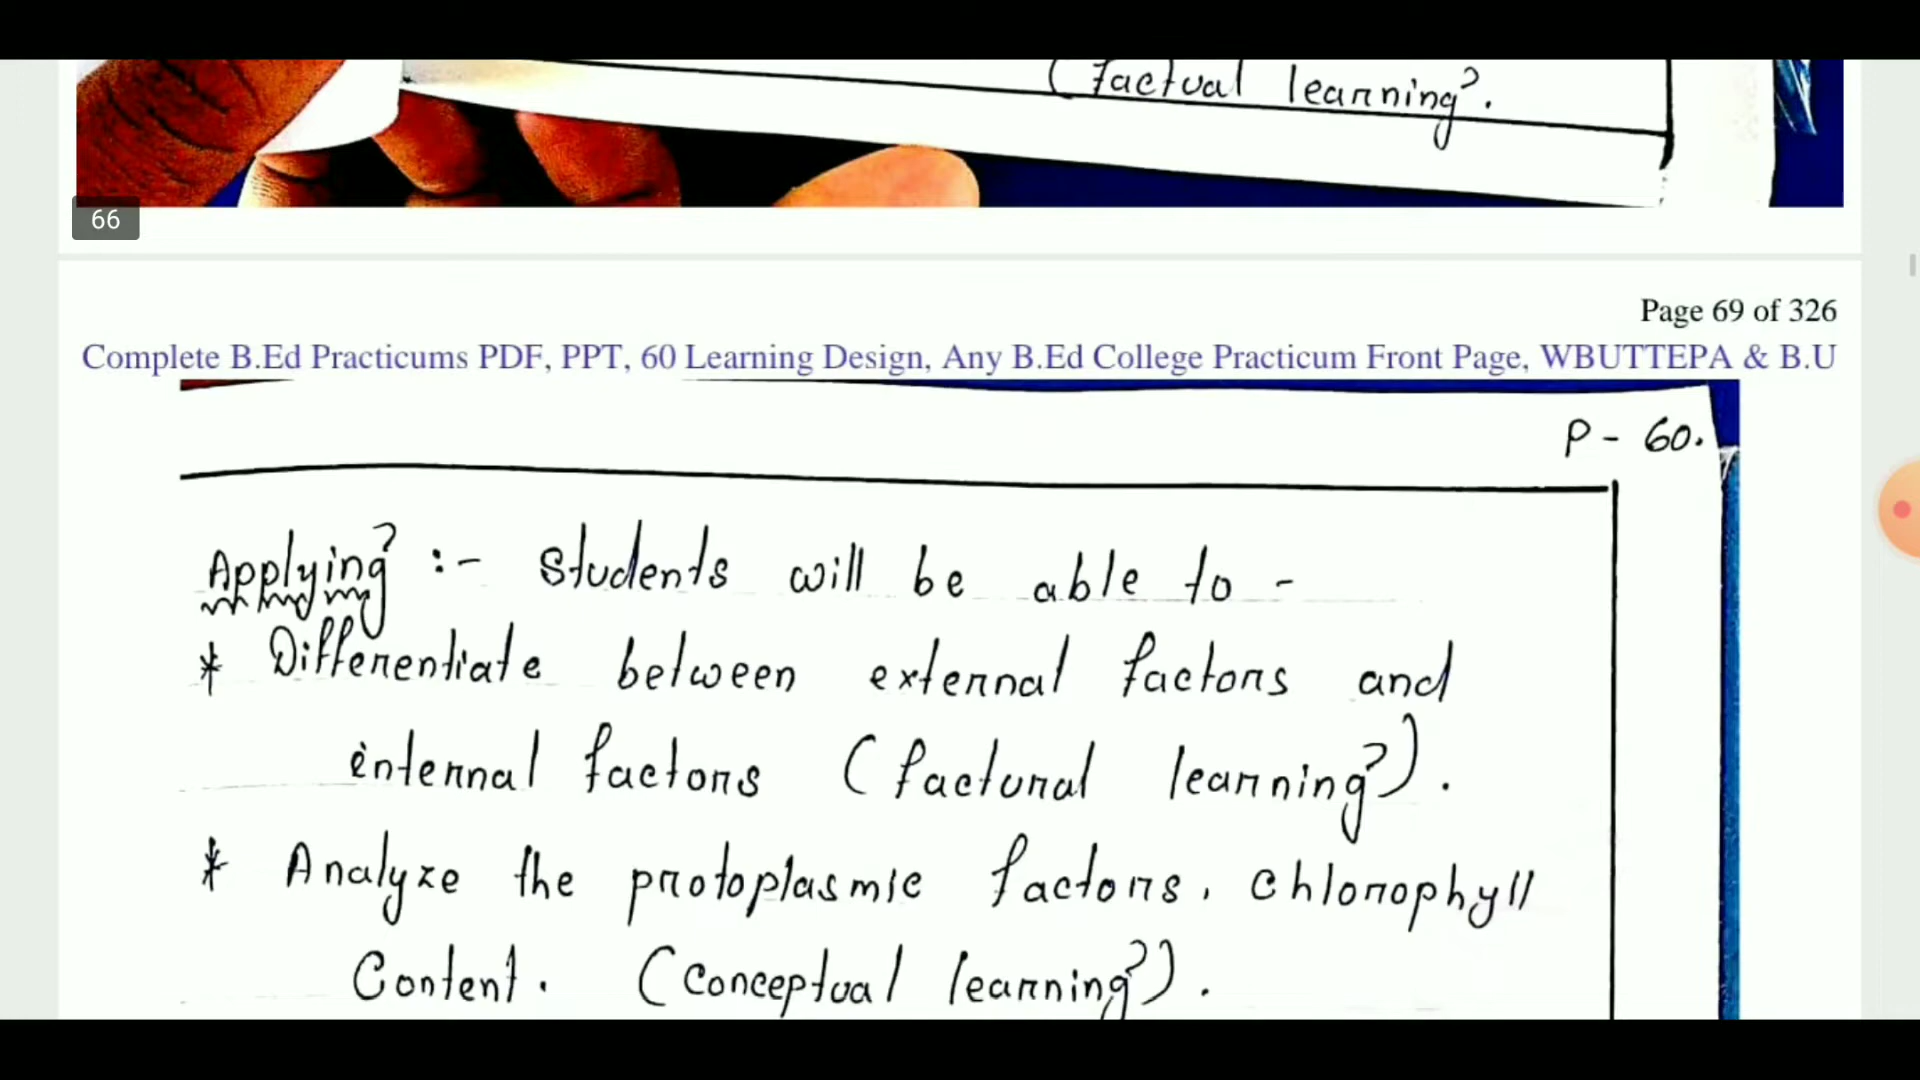 (factual learning.
66
Page 69 of 326
Complete B.Ed Practicums PDF, PPT, 60 Learning Design, Any B.Ed College Practicum Front Page, WBUTTEPA & B.U
P - 60.
Applying :- Students will be able to -
* Differentiate between external factors and
internal factors (factural learning).
* Analyze the protoplasmic factors, chlorophyll
Content. (Conceptual learning).